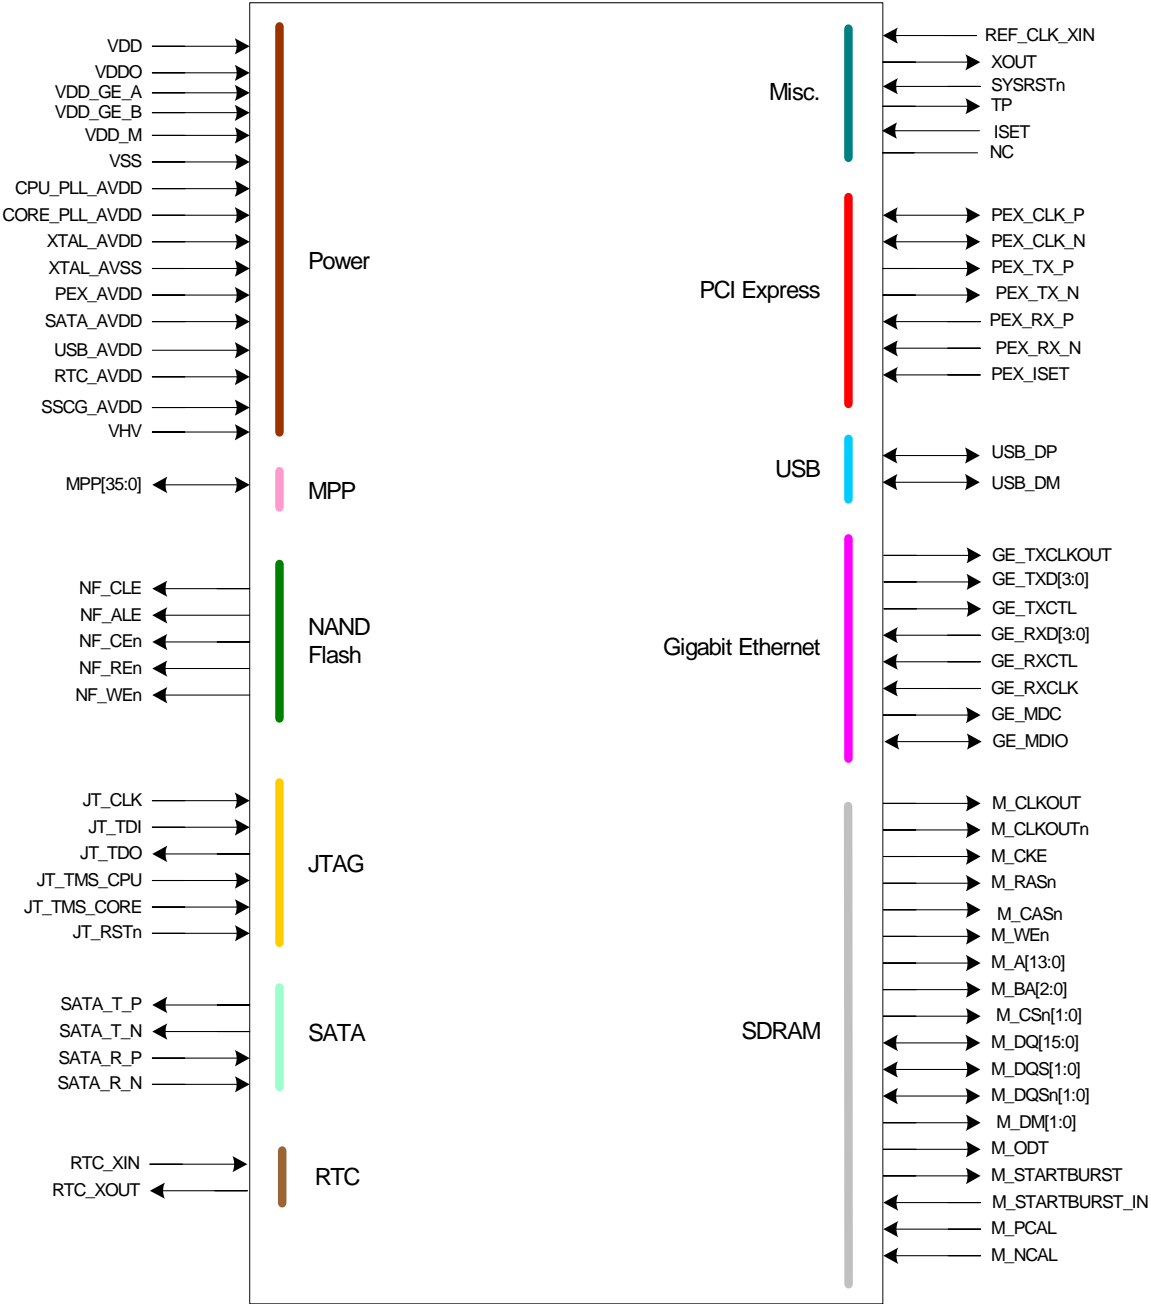 VDD
VDDO
VDD_GE_A
VDD_GE_B
VDD_M
VSS
CPU_PLL_AVDD
CORE_PLL_AVDD
XTAL_AVDD
XTAL_AVSS
PEX_AVDD
SATA_AVDD
USB_AVDD
RTC_AVDD
SSCG_AVDD
VHV
Power
MPP[35:0]
MPP
NF_CLE
NF_ALE
NF_CEn
NF_REn
NF_WEn
NAND
Flash
JT_CLK
JT_TDI
JT_TDO
JT_TMS_CPU
JT_TMS_CORE
JT_RSTn
JTAG
SATA_T_P
SATA_T_N
SATA_R_P
SATA_R_N
SATA
RTC_XIN
RTC_XOUT
RTC
Misc.
REF_CLK_XIN
XOUT
SYSRSTn
TP
ISET
NC
PCI Express
PEX_CLK_P
PEX_CLK_N
PEX_TX_P
PEX_TX_N
PEX_RX_P
PEX_RX_N
PEX_ISET
USB
USB_DP
USB_DM
Gigabit Ethernet
GE_TXCLKOUT
GE_TXD[3:0]
GE_TXCTL
GE_RXD[3:0]
GE_RXCTL
GE_RXCLK
GE_MDC
GE_MDIO
SDRAM
M_CLKOUT
M_CLKOUTn
M_CKE
M_RASn
M_CASn
M_WEn
M_A[13:0]
M_BA[2:0]
M_CSn[1:0]
M_DQ[15:0]
M_DQS[1:0]
M_DQSn[1:0]
M_DM[1:0]
M_ODT
M_STARTBURST
M_STARTBURST_IN
M_PCAL
M_NCAL